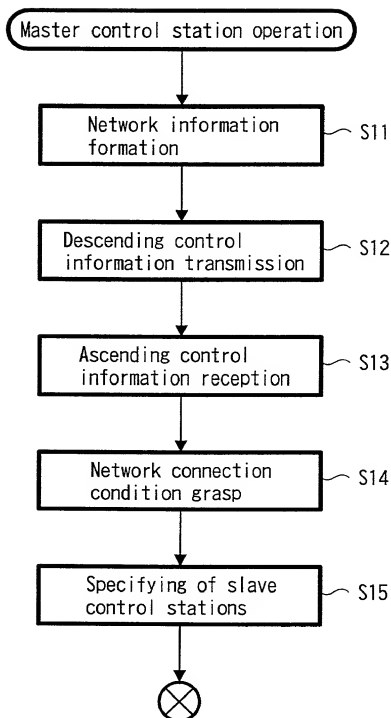 Master control station operation
Network information
formation
S11
Descending control
information transmission
S12
Ascending control
information reception
S13
Network connection
condition grasp
S14
Specifying of slave
control stations
S15